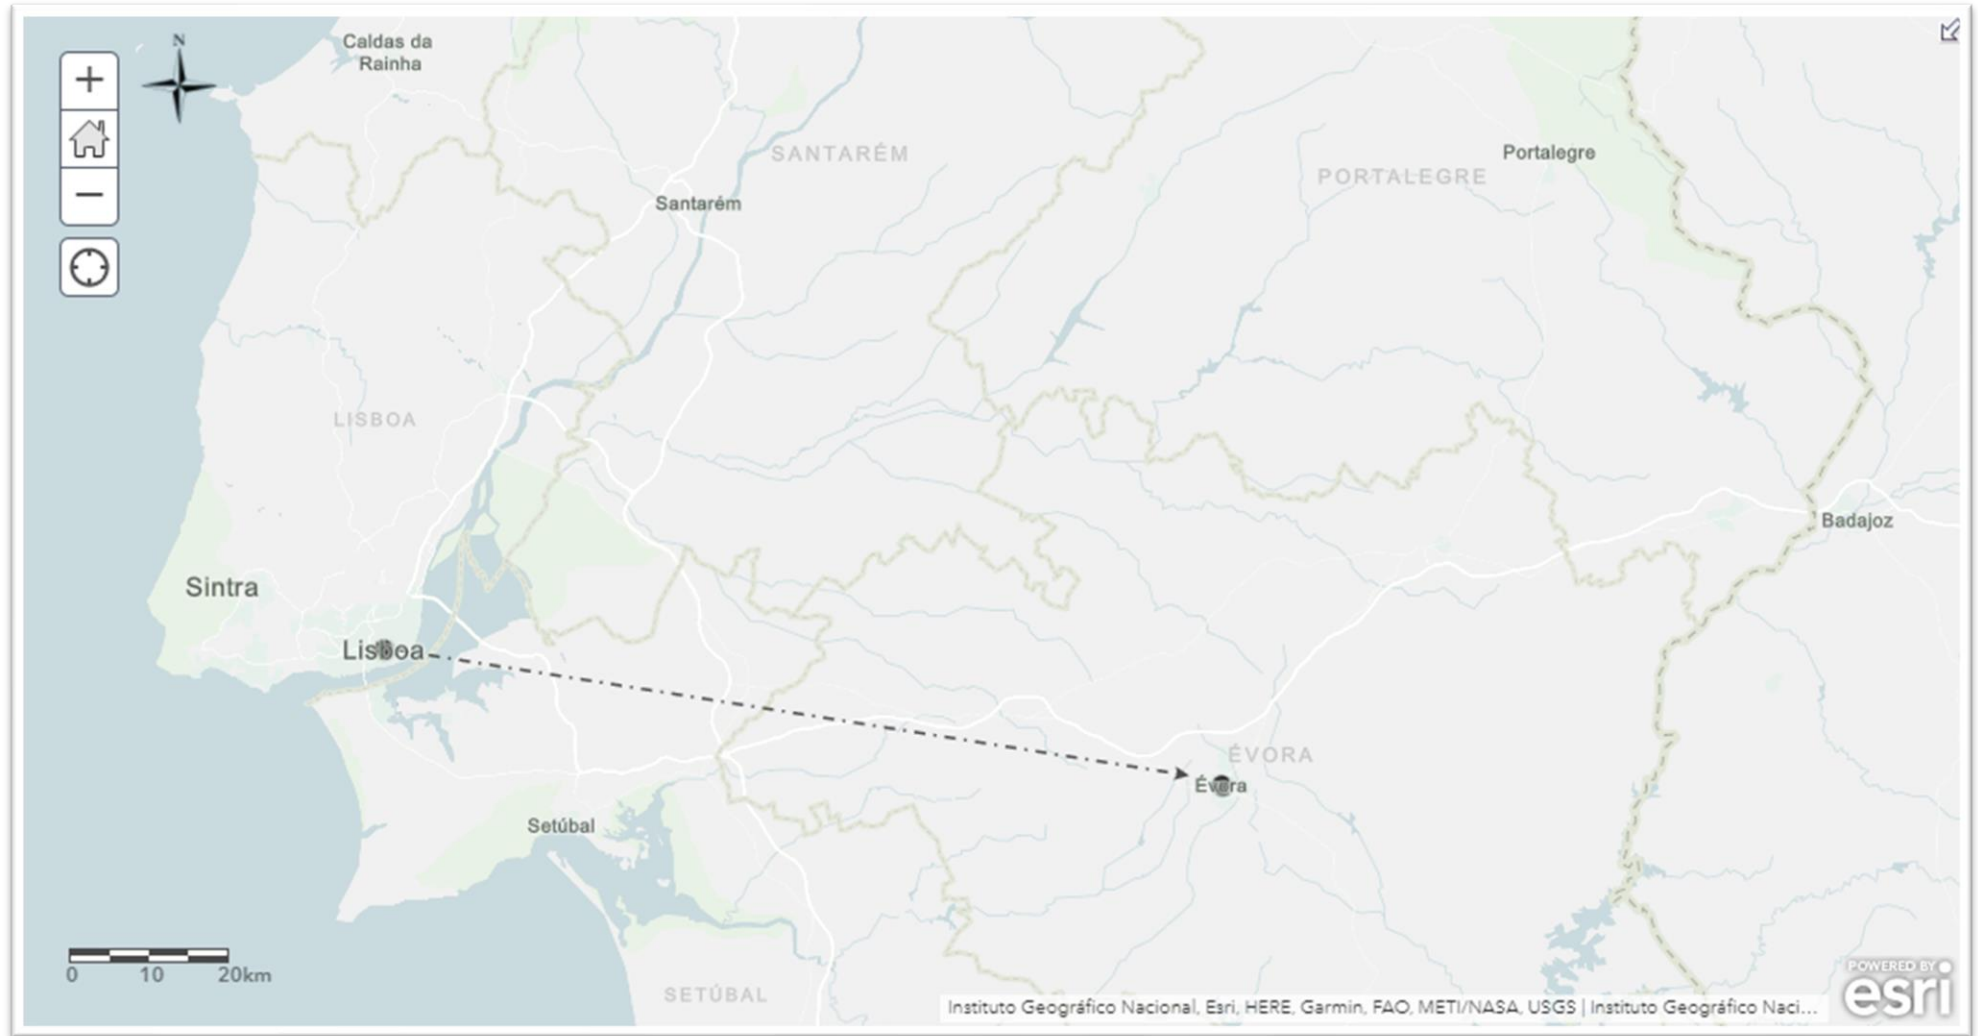 N
Caldas da
Rainha
+
SANTARÉM
Portalegre
PORTALEGRE
−
Santarém
LISBOA
Badajoz
Sintra
Lisboa
ÉVORA
Évora
Setúbal
0 10 20km
SETÚBAL
POWERED BY
esri
Instituto Geográfico Nacional, Esri, HERE, Garmin, FAO, METI/NASA, USGS | Instituto Geográfico Naci...